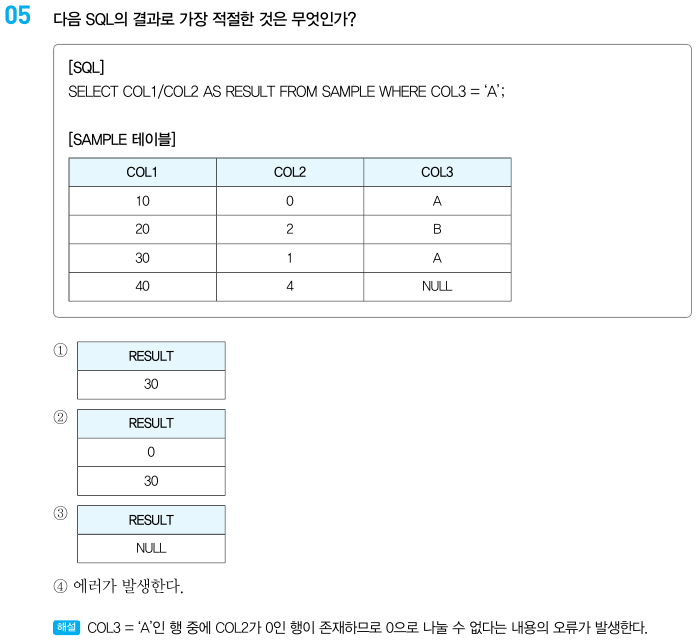 05 다음 SQL의 결과로 가장 적절한 것은 무엇인가?
[SQL]
SELECT COL1/COL2 AS RESULT FROM SAMPLE WHERE COL3 = ‘A’;
[SAMPLE 테이블]
COL1 COL2 COL3
10 0 A
20 2 B
30 1 A
40 4 NULL
① RESULT
30
② RESULT
0
30
③ RESULT
NULL
④ 에러가 발생한다.
해설 COL3 = ‘A’인 행 중에 COL2가 0인 행이 존재하므로 0으로 나눌 수 없다는 내용의 오류가 발생한다.